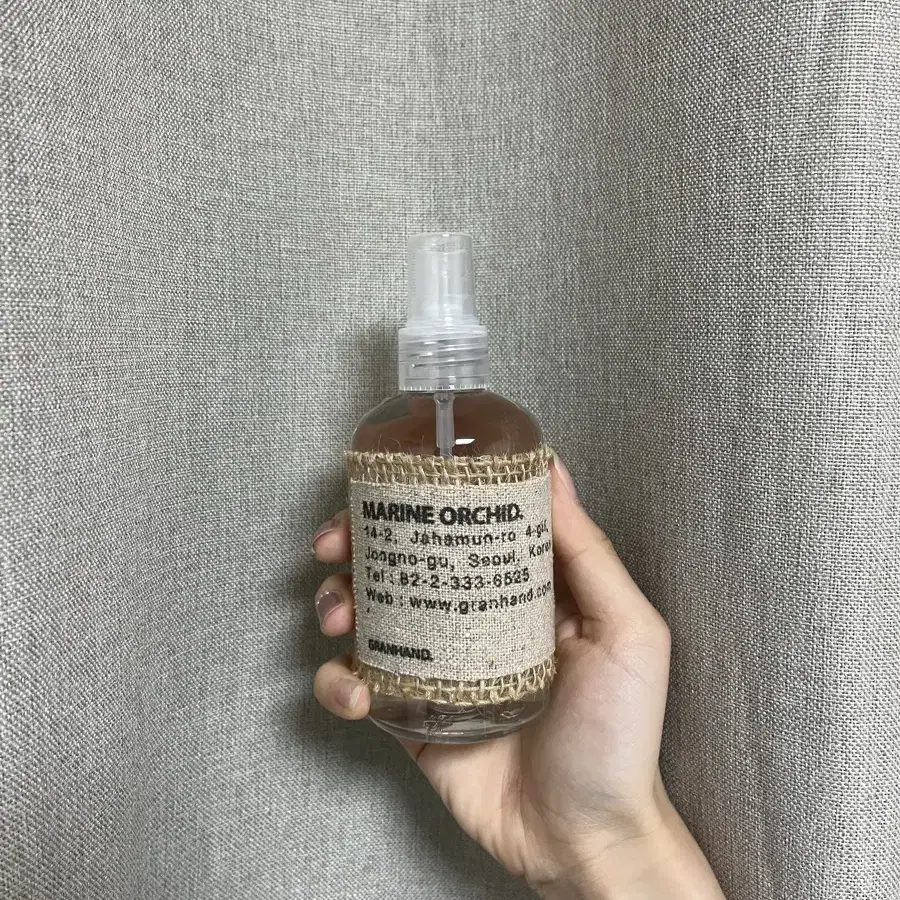 MARINE ORCHID.
14-2, Jahamun-ro 4-gil,
Jongno-gu, Seoul, Korea
Tel : 82-2-333-6525
Web : www.granhand.com
GRANHAND.